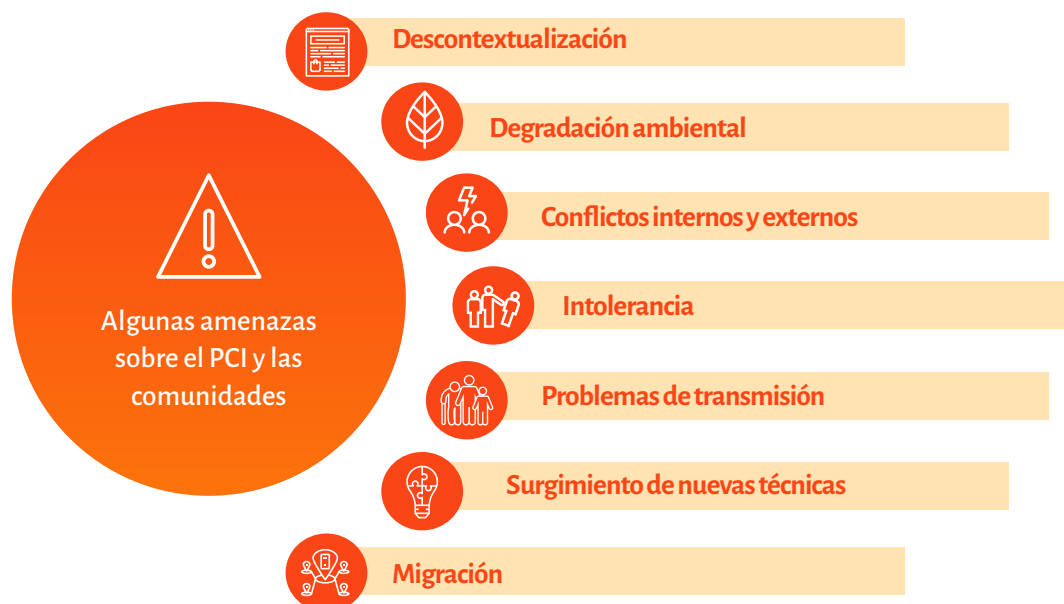 Algunas amenazas
sobre el PCI y las
comunidades
Descontextualización
Degradación ambiental
Conflictos internos y externos
Intolerancia
Problemas de transmisión
Surgimiento de nuevas técnicas
Migración